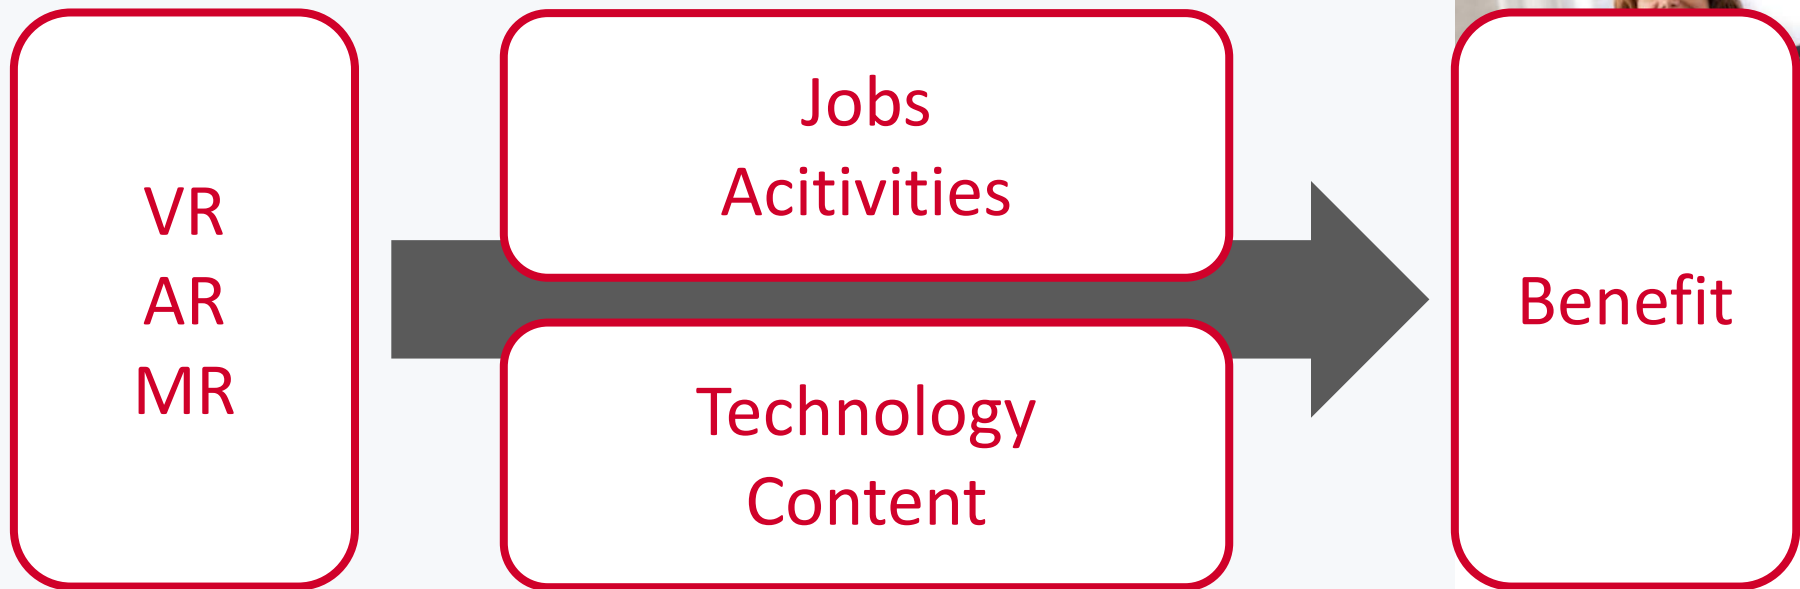 VR
AR
MR
Jobs
Acitivities
Technology
Content
Benefit